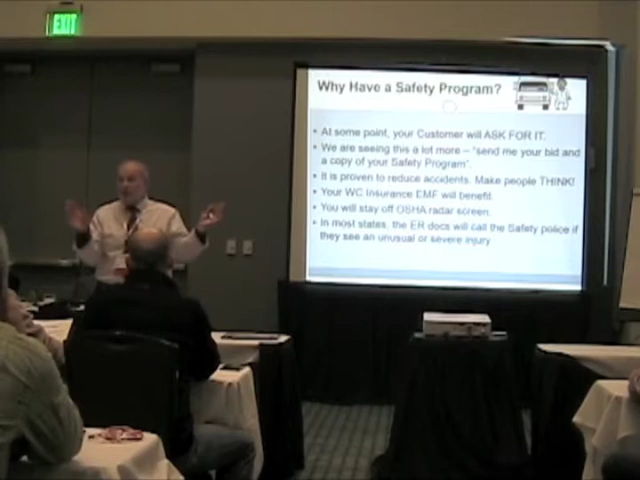 EXIT
Why Have a Safety Program?
• At some point, your Customer will ASK FOR IT.
• We are seeing this a lot more – "send me your bid and
a copy of your Safety Program".
• It is proven to reduce accidents. Make people THINK!
• Your WC Insurance EMF will benefit.
• You will stay off OSHA radar screen.
• In most states, the ER docs will call the Safety police if
they see an unusual or severe injury